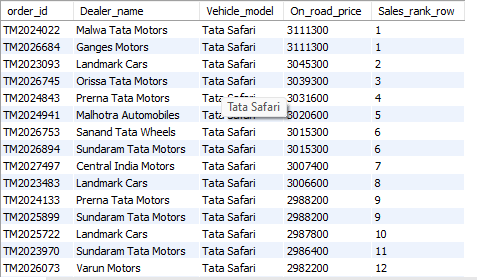 order_id Dealer_name Vehicle_model On_road_price Sales_rank_row
TM2024022 Malwa Tata Motors Tata Safari 3111300 1
TM2026684 Ganges Motors Tata Safari 3111300 1
TM2023093 Landmark Cars Tata Safari 3045300 2
TM2026745 Orissa Tata Motors Tata Safari 3039300 3
TM2024843 Prerna Tata Motors Tata Safari 3031600 4
TM2024941 Malhotra Automobiles Tata Safari 3020600 5
TM2026753 Sanand Tata Wheels Tata Safari 3015300 6
TM2026894 Sundaram Tata Motors Tata Safari 3015300 6
TM2027497 Central India Motors Tata Safari 3007400 7
TM2023483 Landmark Cars Tata Safari 3006600 8
TM2024133 Prerna Tata Motors Tata Safari 2988200 9
TM2025899 Sundaram Tata Motors Tata Safari 2988200 9
TM2025722 Landmark Cars Tata Safari 2987800 10
TM2023970 Sundaram Tata Motors Tata Safari 2986400 11
TM2026073 Varun Motors Tata Safari 2982200 12